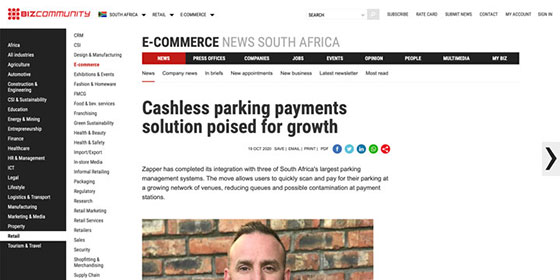 BIZCOMMUNITY
SOUTH AFRICA
RETAIL
E-COMMERCE
SEARCH
SUBSCRIBE
RATE CARD
SUBMIT NEWS
CONTACT
MY ACCOUNT
SIGN IN
Africa
All industries
Agriculture
Automotive
Construction &
Engineering
CSI & Sustainability
Education
Energy & Mining
Entrepreneurship
Finance
Healthcare
HR & Management
ICT
Legal
Lifestyle
Logistics & Transport
Manufacturing
Marketing & Media
Property
Retail
Tourism & Travel
CRM
CSI
Design & Manufacturing
E-commerce
Exhibitions & Events
Fashion & Homeware
FMCG
Food & bev. services
Franchising
Green Sustainability
Health & Beauty
Health & Safety
Import/Export
In-store Media
Informal Retailing
Packaging
Regulatory
Research
Retail Marketing
Retail Services
Retailers
Sales
Security
Shopfitting &
Merchandising
Supply Chain
E-COMMERCE NEWS SOUTH AFRICA
NEWS
PRESS OFFICES
COMPANIES
JOBS
EVENTS
OPINION
PEOPLE
MULTIMEDIA
MY BIZ
News
Company news
In briefs
New appointments
New business
Latest newsletter
Most read
Cashless parking payments
solution poised for growth
19 OCT 2020 SAVE | EMAIL | PRINT | PDF
Zapper has completed its integration with three of South Africa's largest parking
management systems. The move allows users to quickly scan and pay for their parking at
a growing network of venues, reducing queues and possible contamination at payment
stations.